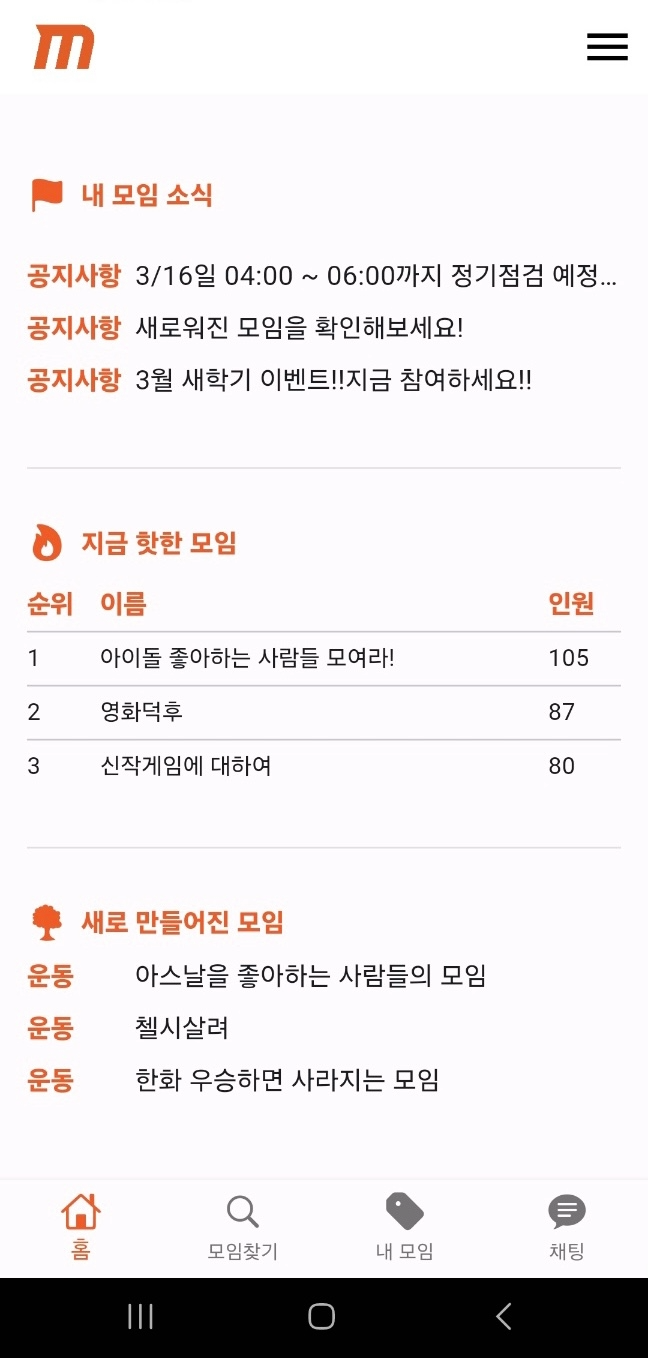 m
내 모임 소식
공지사항 3/16일 04:00 ~ 06:00까지 정기점검 예정...
공지사항 새로워진 모임을 확인해보세요!
공지사항 3월 새학기 이벤트!!지금 참여하세요!!
지금 핫한 모임
순위 이름 인원
1 아이돌 좋아하는 사람들 모여라! 105
2 영화덕후 87
3 신작게임에 대하여 80
새로 만들어진 모임
운동 아스날을 좋아하는 사람들의 모임
운동 첼시살려
운동 한화 우승하면 사라지는 모임
홈 모임찾기 내 모임 채팅